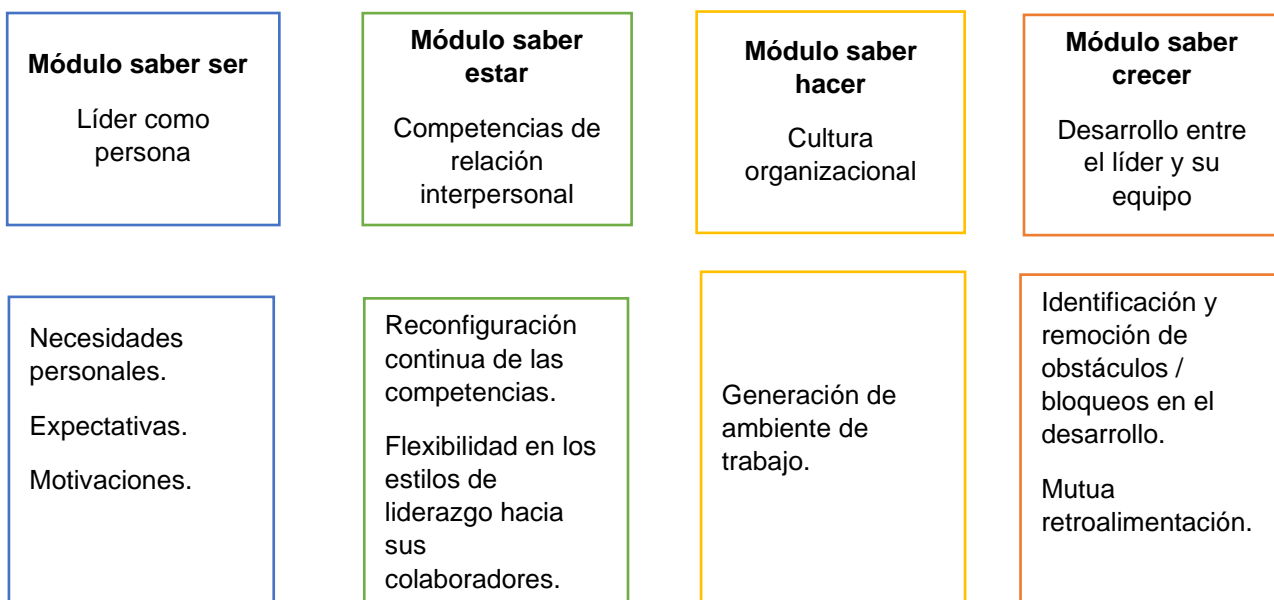 Módulo saber ser
Líder como
persona
Módulo saber
estar
Competencias de
relación
interpersonal
Módulo saber
hacer
Cultura
organizacional
Módulo saber
crecer
Desarrollo entre
el líder y su
equipo
Necesidades
personales.
Expectativas.
Motivaciones.
Reconfiguración
continua de las
competencias.
Flexibilidad en los
estilos de
liderazgo hacia
sus
colaboradores.
Generación de
ambiente de
trabajo.
Identificación y
remoción de
obstáculos /
bloqueos en el
desarrollo.
Mutua
retroalimentación.